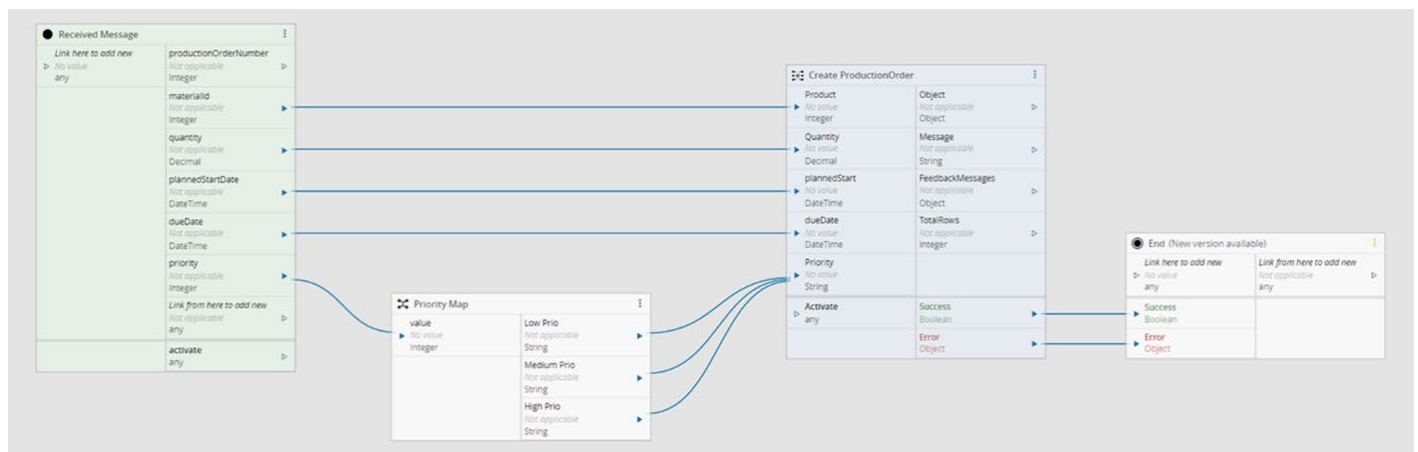 Received Message
Link here to add new
No value
any
productionOrderNumber
Not applicable
Integer
materialId
Not applicable
Integer
quantity
Not applicable
Decimal
plannedStartDate
Not applicable
DateTime
dueDate
Not applicable
DateTime
priority
Not applicable
Integer
Link from here to add new
Not applicable
any
activate
any
Priority Map
value
No value
Integer
Low Prio
Not applicable
String
Medium Prio
Not applicable
String
High Prio
Not applicable
String
Create ProductionOrder
Product
No value
Integer
Quantity
No value
Decimal
plannedStart
No value
DateTime
dueDate
No value
DateTime
Priority
No value
String
Activate
any
Object
Not applicable
Object
Message
Not applicable
String
FeedbackMessages
Not applicable
Object
TotalRows
Not applicable
Integer
Success
Boolean
Error
Object
End (New version available)
Link here to add new
No value
any
Link from here to add new
Not applicable
any
Success
Boolean
Error
Object